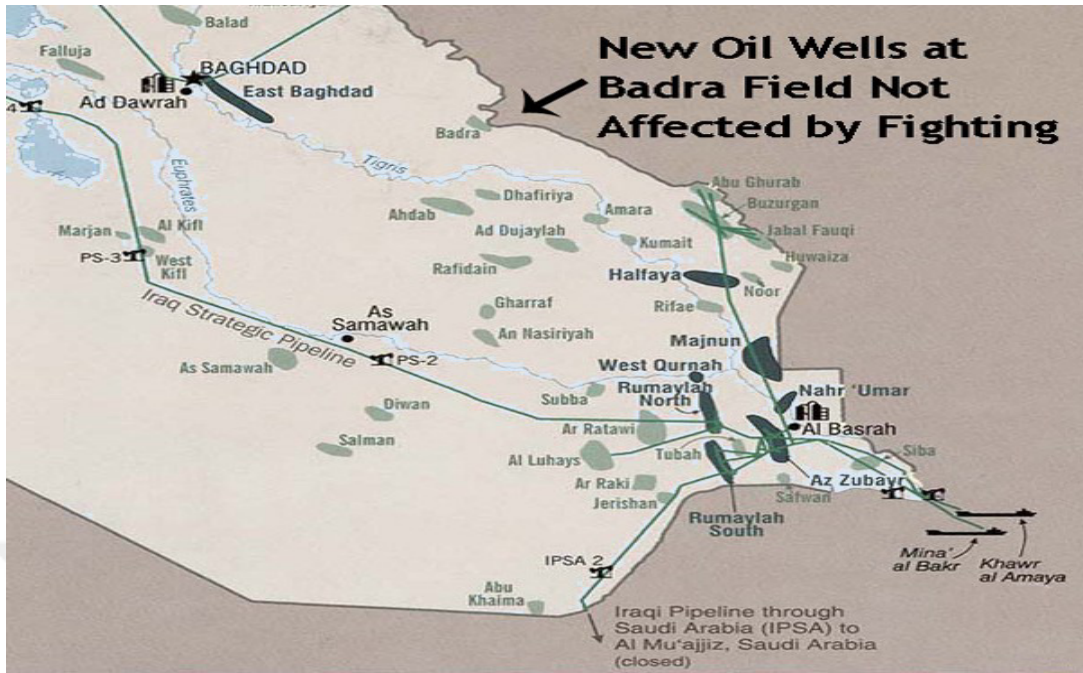 New Oil Wells at
Badra Field Not
Affected by Fighting
Balad
Falluja
BAGHDAD
Ad Dawrah
East Baghdad
4
Badra
Tigris
Euphrates
Abu Ghurab
Buzurgan
Dhafiriya
Ahdab
Amara
Jabal Fauqi
Ad Dujaylah
Kumait
Marjan
Al Kifl
Huwaiza
PS-3
West
Kifl
Rafidain
Halfaya
Noor
Gharraf
Rifae
Iraq Strategic Pipeline
As
Samawah
An Nasiriyah
Majnun
PS-2
As Samawah
West Qurnah
Rumaylah
North
Nahr 'Umar
Subba
Diwan
Al Basrah
Ar Ratawi
Salman
Tubah
Siba
Al Luhays
Az Zubayr
Ar Raki
Safwan
Jerishan
Rumaylah
South
IPSA 2
Mina'
al Bakr
Khawr
al Amaya
Abu
Khaima
Iraqi Pipeline through
Saudi Arabia (IPSA) to
Al Mu'ajjiz, Saudi Arabia
(closed)